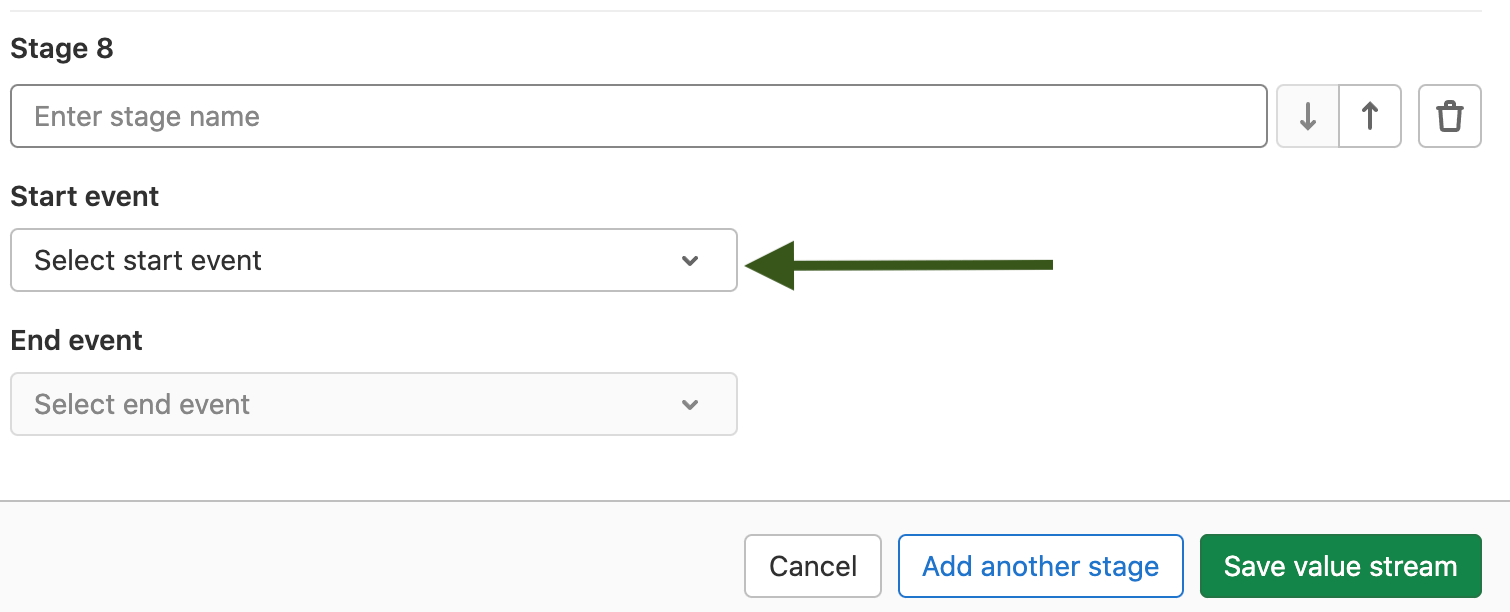 Stage 8
Enter stage name
Start event
Select start event
End event
Select end event
Cancel
Add another stage
Save value stream